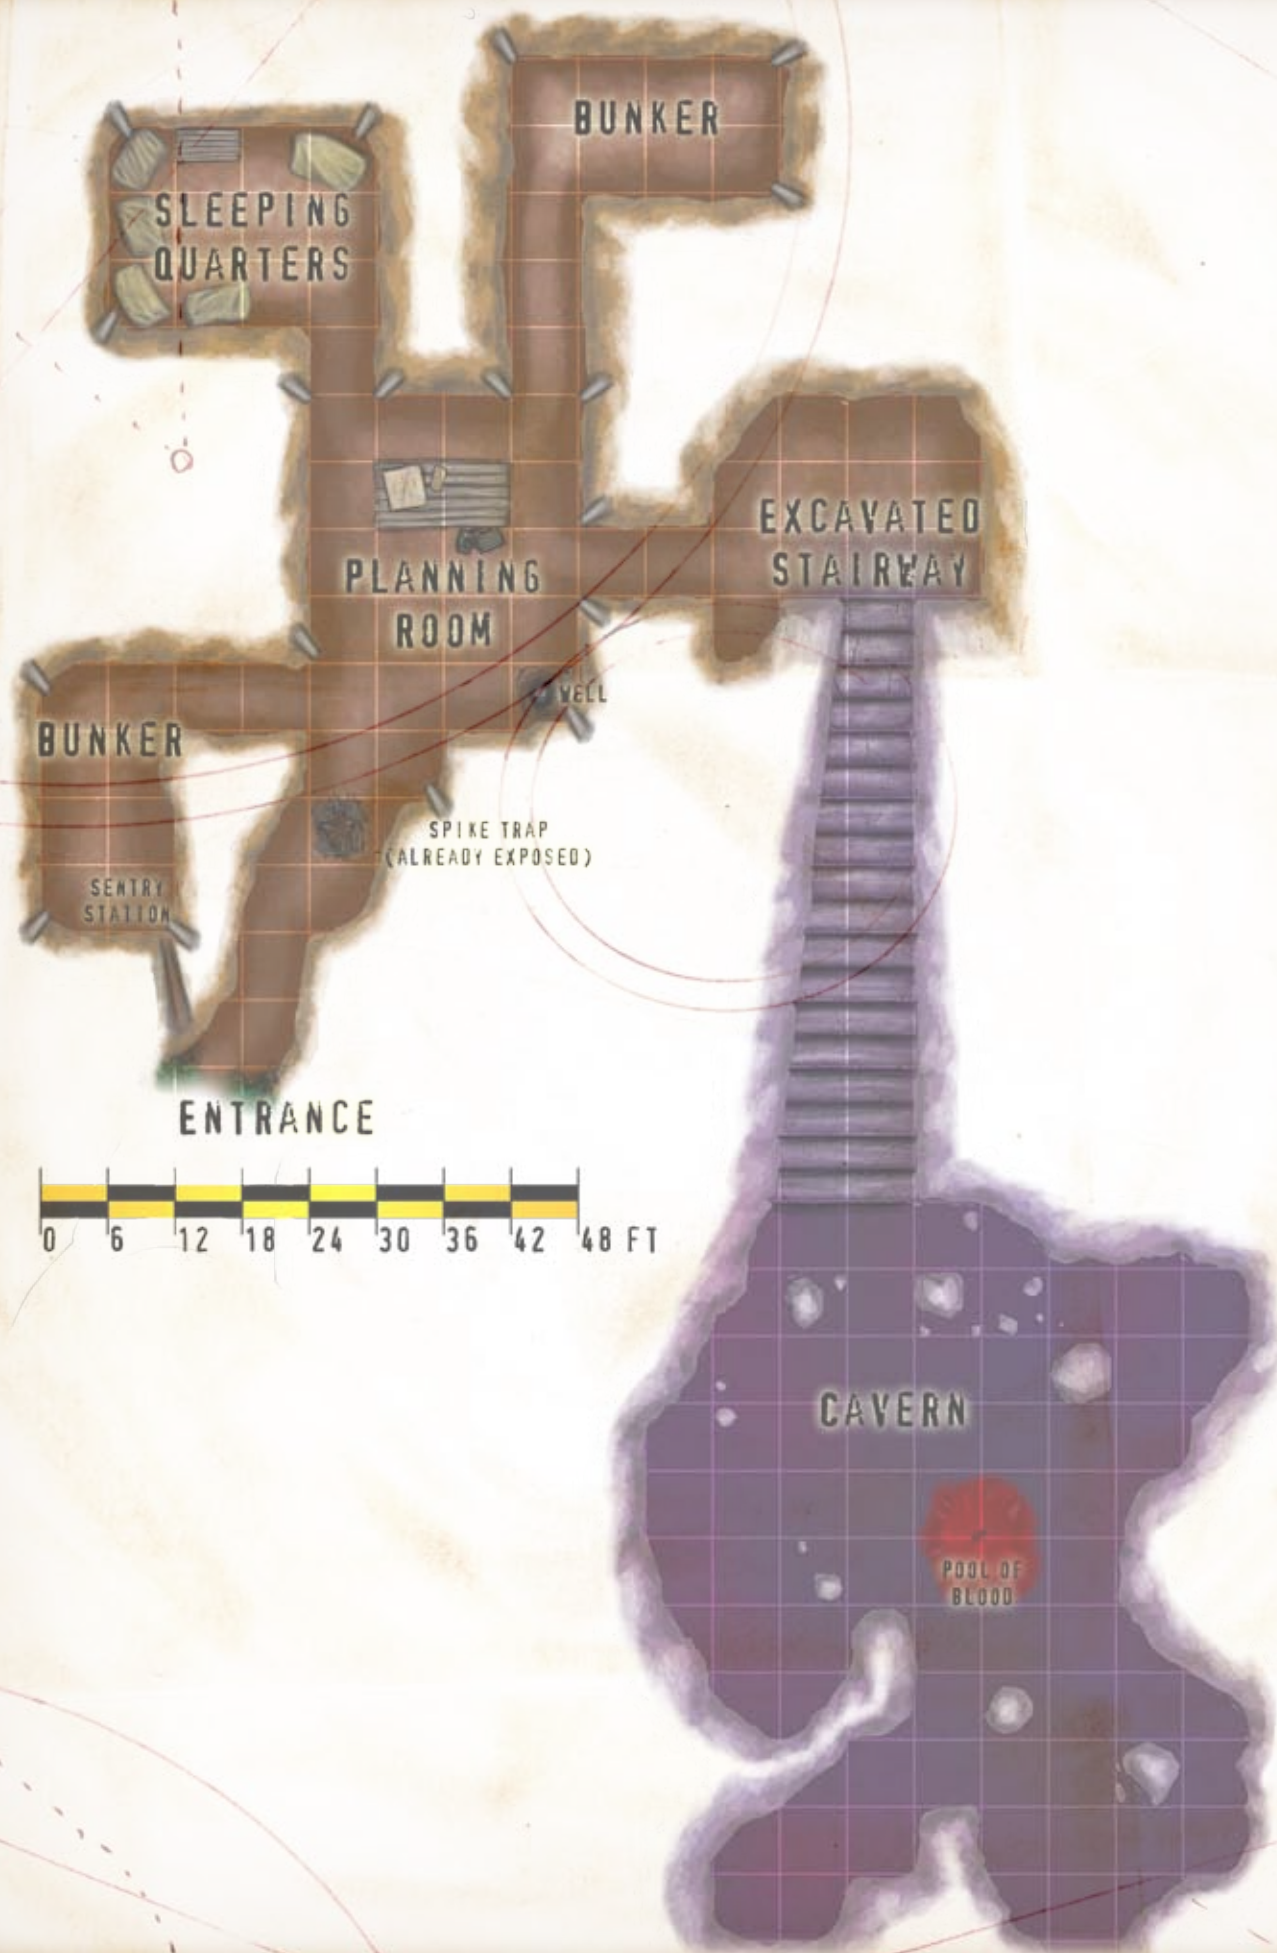 BUNKER
SLEEPING
QUARTERS
EXCAVATED
STAIRWAY
PLANNING
ROOM
WELL
BUNKER
SPIKE TRAP
(ALREADY EXPOSED)
SENTRY
STATION
ENTRANCE
0 6 12 18 24 30 36 42 48 FT
CAVERN
POOL OF
BLOOD